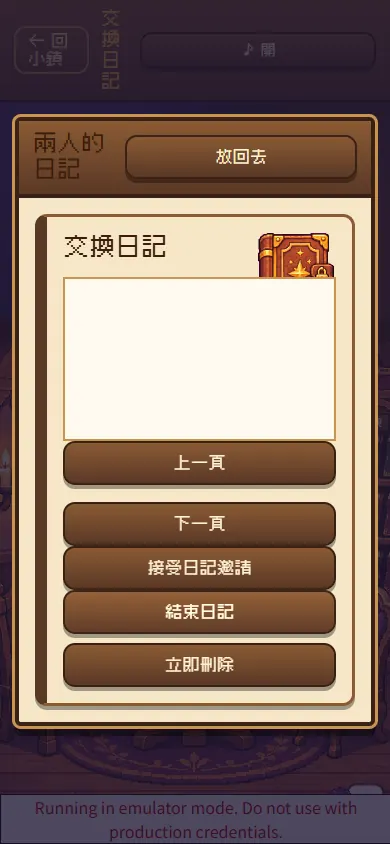 ← 回
小鎮
交
換
日
記
♪ 關
兩人的
日記
放回去
交換日記
上一頁
下一頁
接受日記邀請
結束日記
立即刪除
Running in emulator mode. Do not use with
production credentials.